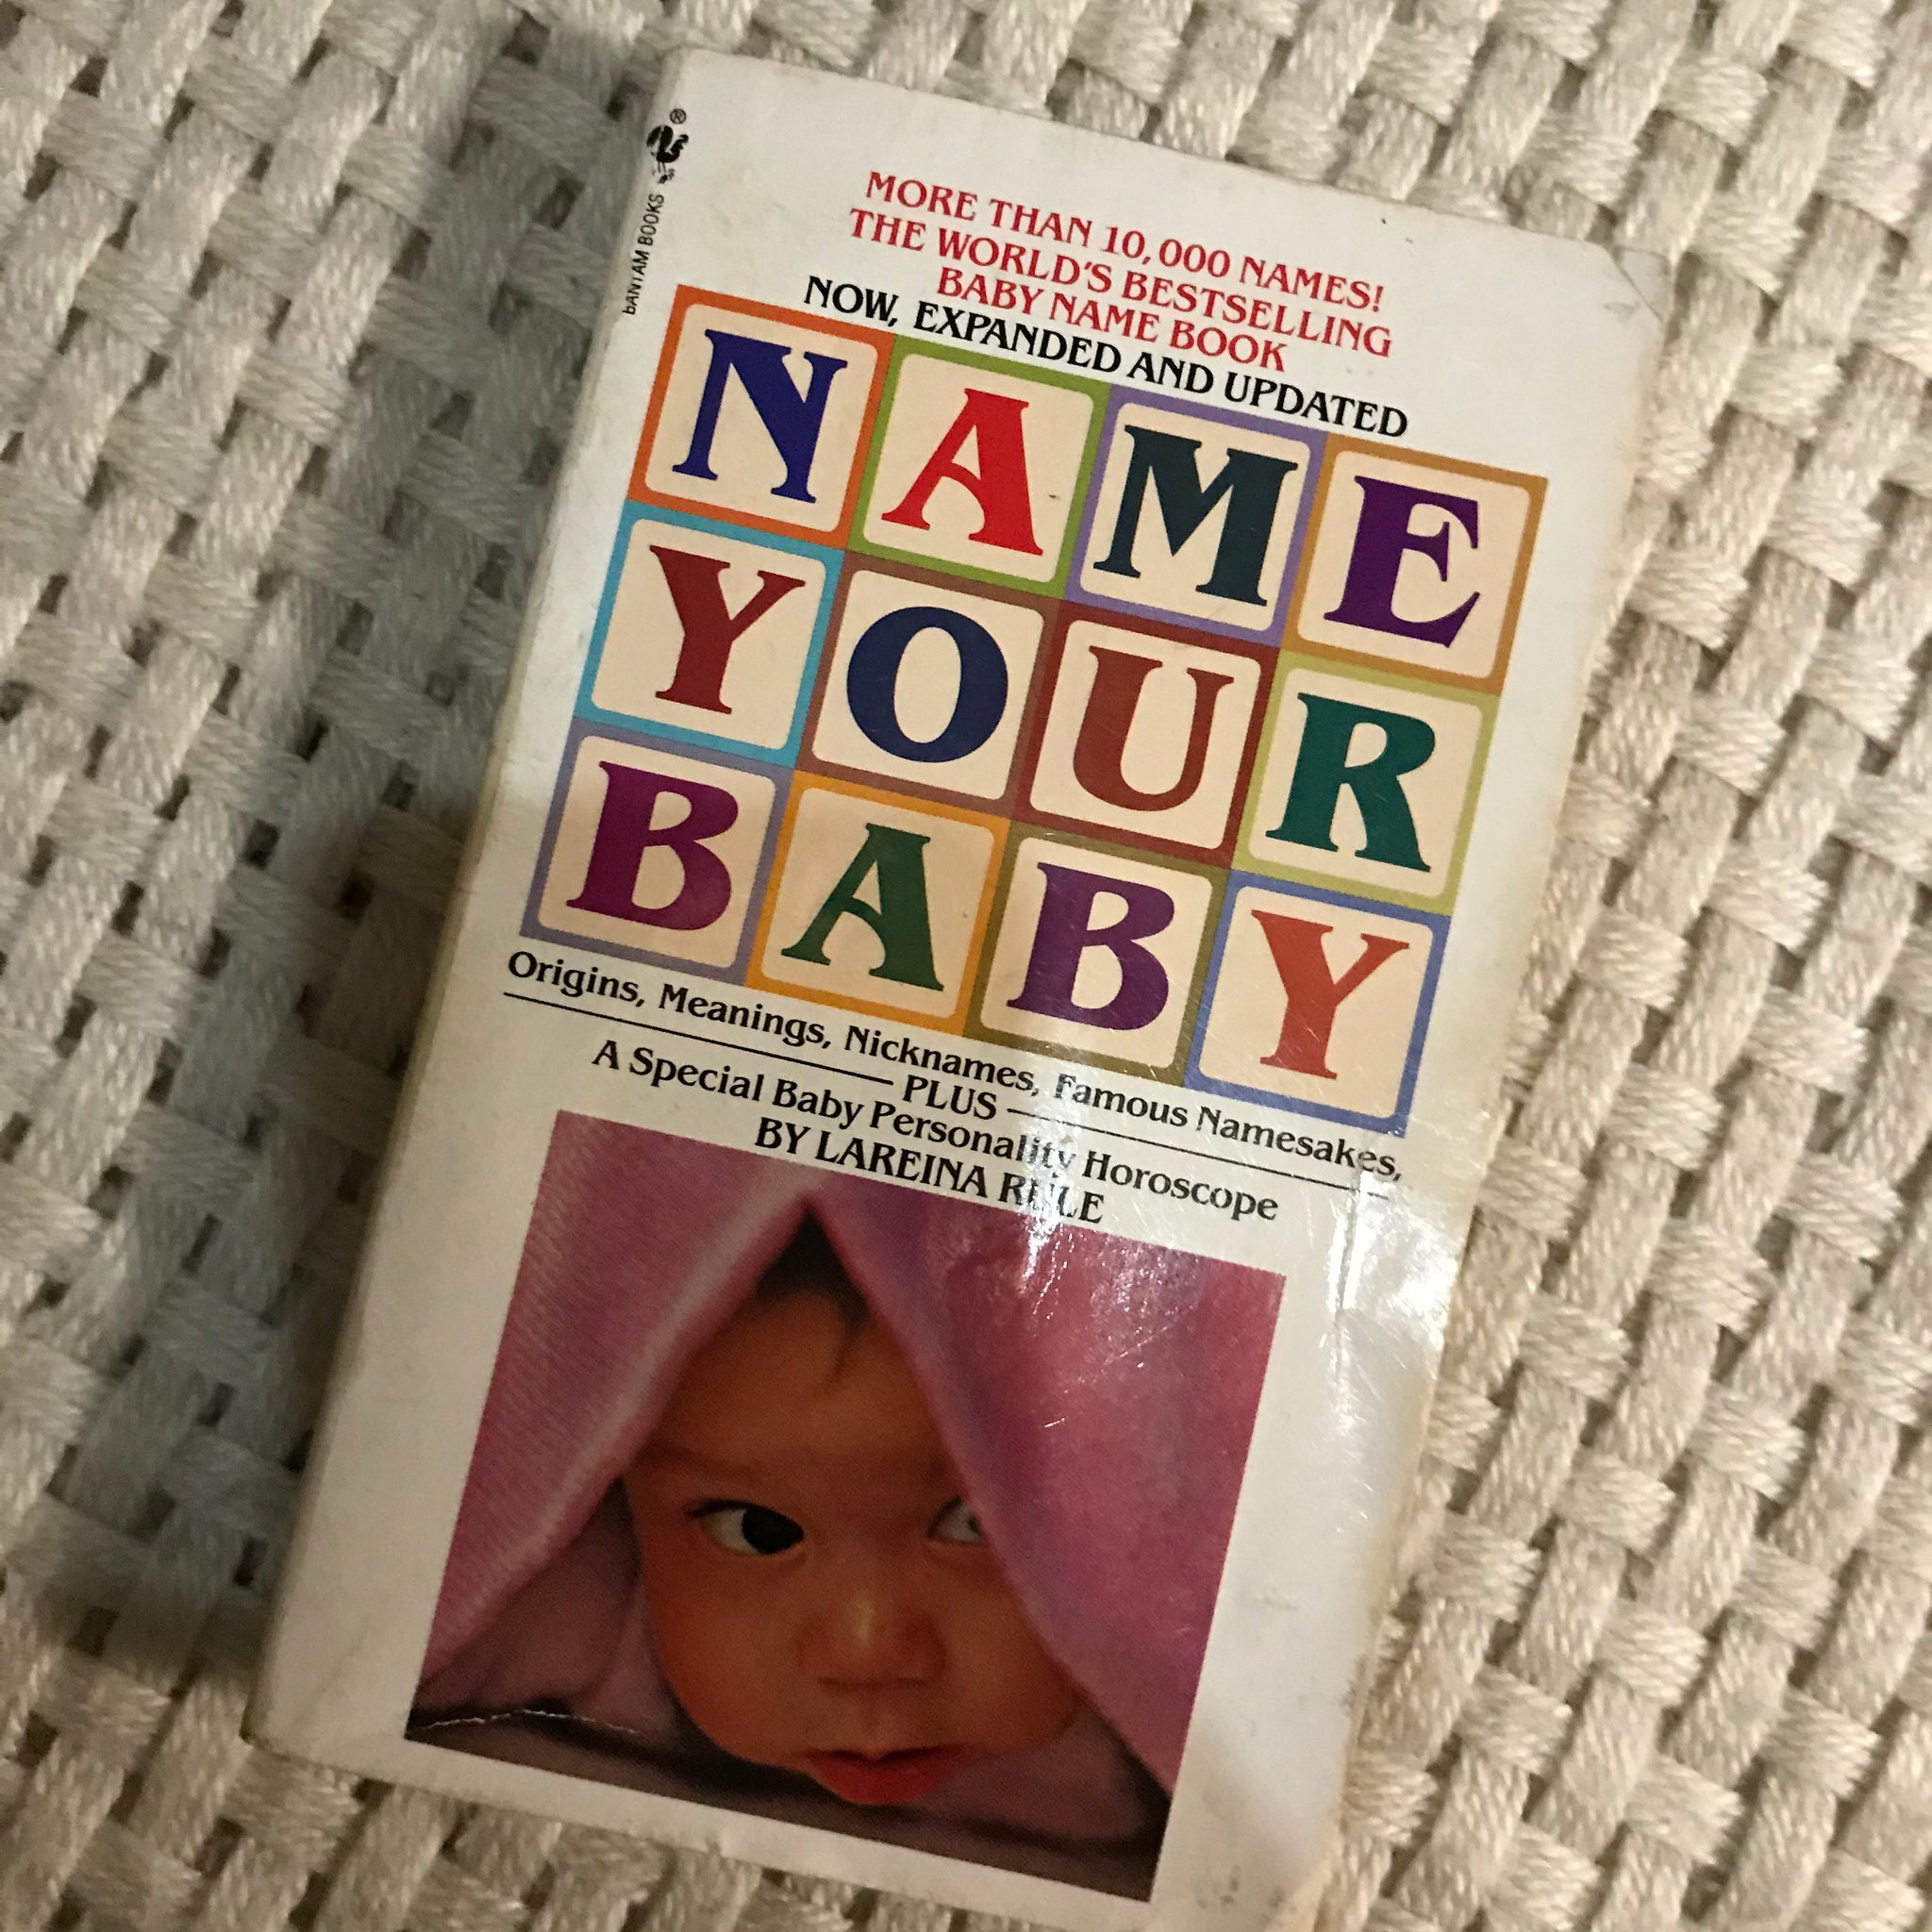 ®
BANTAM BOOKS
MORE THAN 10,000 NAMES!
THE WORLD'S BESTSELLING
BABY NAME BOOK
NOW, EXPANDED AND UPDATED
NAME
YOUR
BABY
Origins, Meanings, Nicknames, Famous Namesakes,
PLUS
A Special Baby Personality Horoscope
BY LAREINA RULE